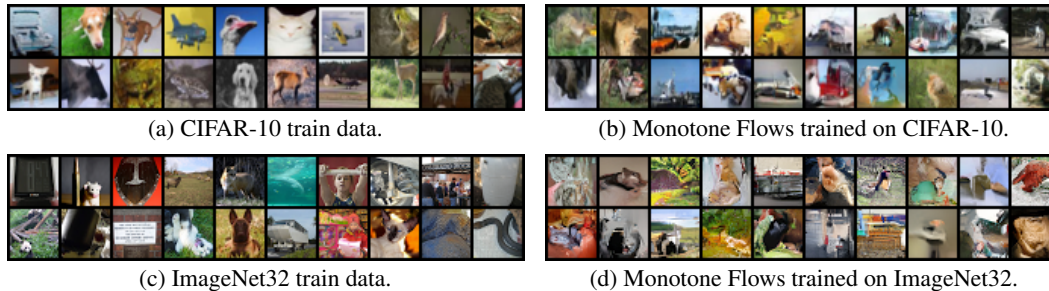 (a) CIFAR-10 train data.
(b) Monotone Flows trained on CIFAR-10.
(c) ImageNet32 train data.
(d) Monotone Flows trained on ImageNet32.